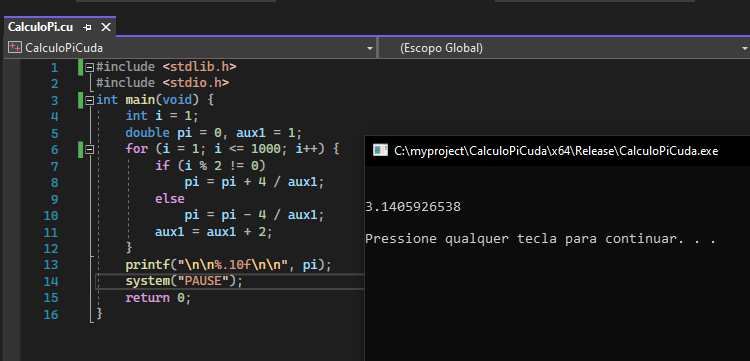 CalculoPi.cu
CalculoPiCuda
(Escopo Global)
1 #include <stdlib.h>
2 #include <stdio.h>
3 int main(void) {
4 int i = 1;
5 double pi = 0, aux1 = 1;
6 for (i = 1; i <= 1000; i++) {
7 if (i % 2 != 0)
8 pi = pi + 4 / aux1;
9 else
10 pi = pi - 4 / aux1;
11 aux1 = aux1 + 2;
12 }
13 printf("\n\n%.10f\n\n", pi);
14 system("PAUSE");
15 return 0;
16 }
C:\myproject\CalculoPiCuda\x64\Release\CalculoPiCuda.exe
3.1405926538
Pressione qualquer tecla para continuar. . .